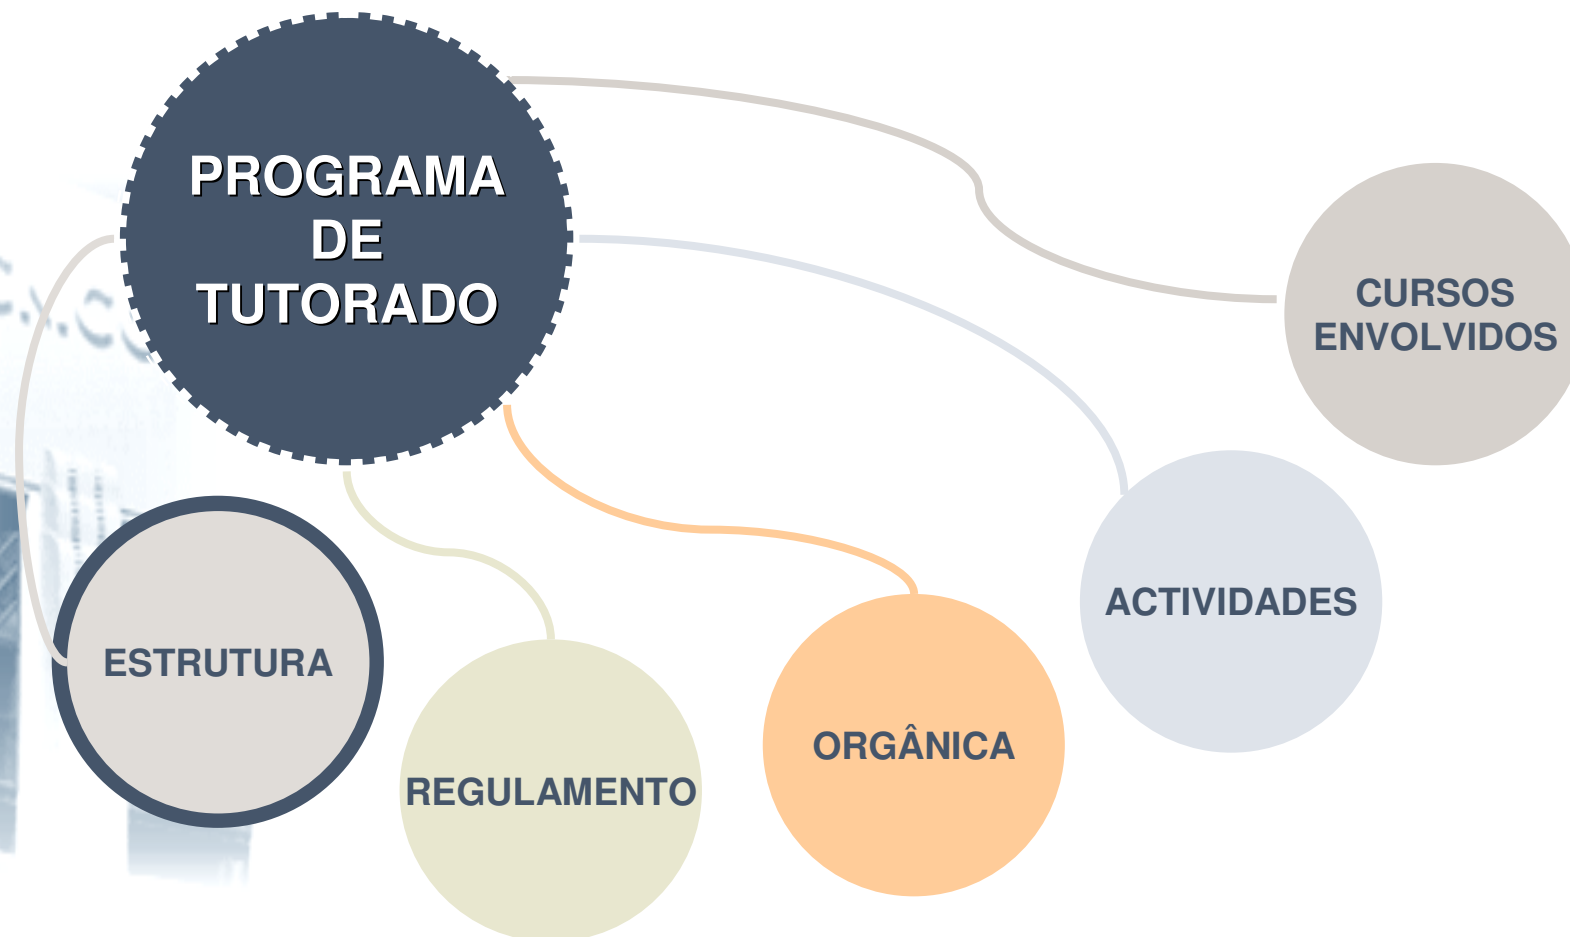 PROGRAMA
DE
TUTORADO
CURSOS
ENVOLVIDOS
ACTIVIDADES
ESTRUTURA
ORGÂNICA
REGULAMENTO